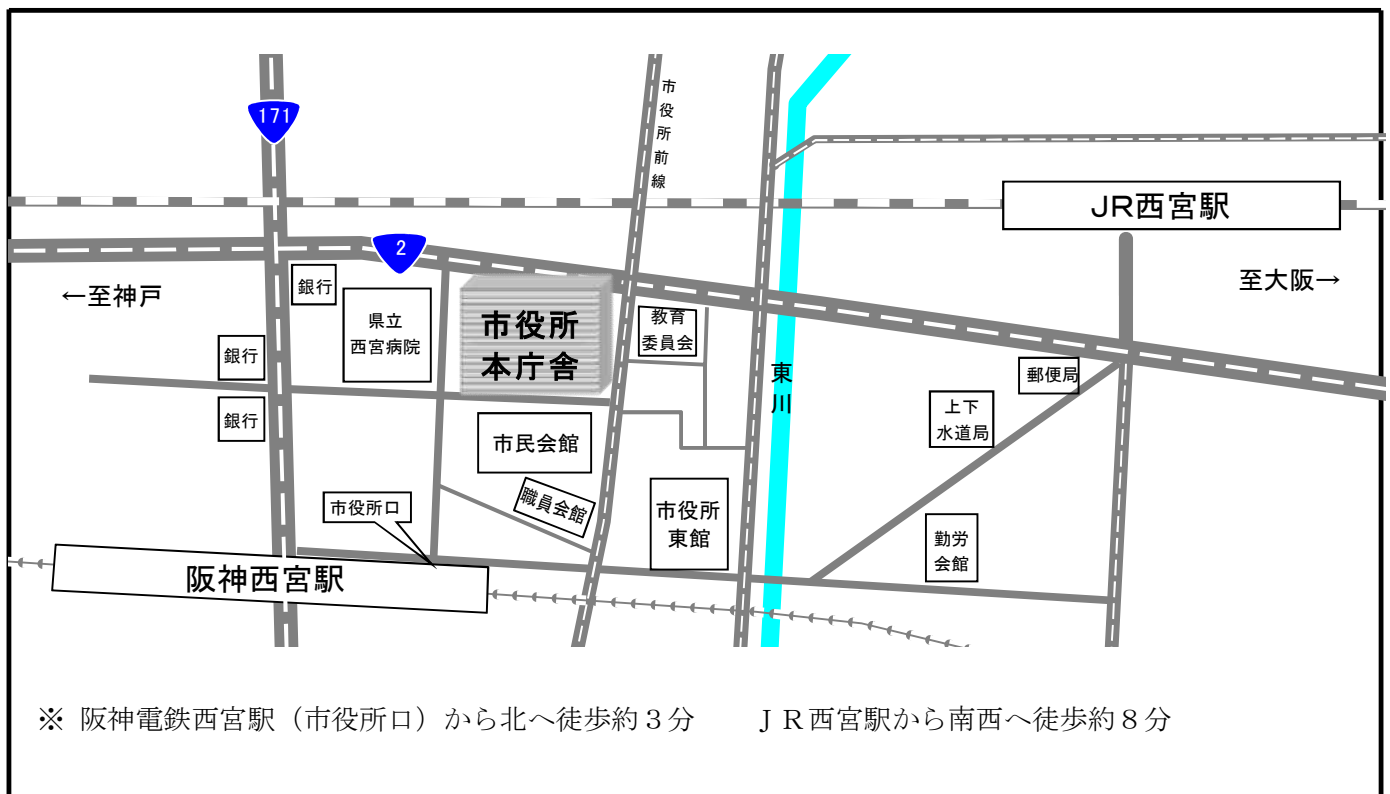 171
市役所前線
JR西宮駅
2
←至神戸
至大阪→
銀行
県立
西宮病院
市役所
本庁舎
教育
委員会
銀行
東川
郵便局
銀行
上下
水道局
市民会館
職員会館
市役所口
市役所
東館
勤労
会館
阪神西宮駅
※ 阪神電鉄西宮駅（市役所口）から北へ徒歩約３分　　ＪＲ西宮駅から南西へ徒歩約８分